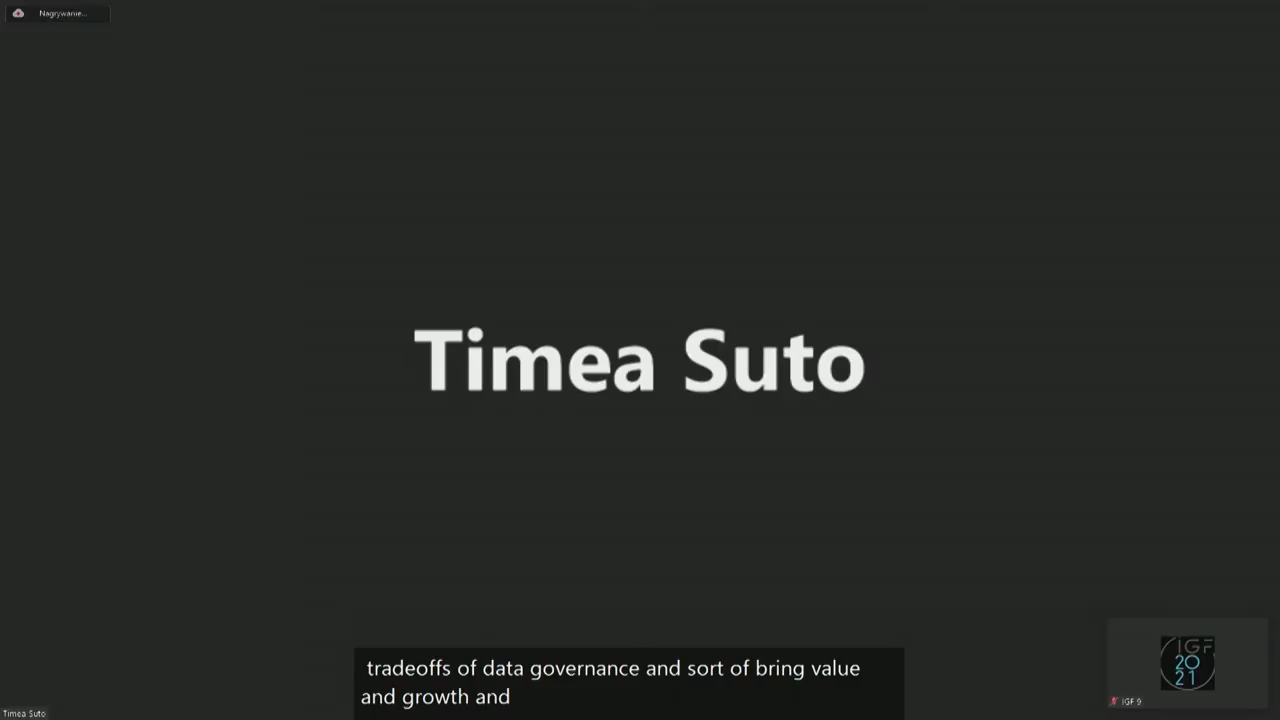 Nagrywanie...
Timea Suto
tradeoffs of data governance and sort of bring value
and growth and
IGF
20
21
IGF 9
Timea Suto